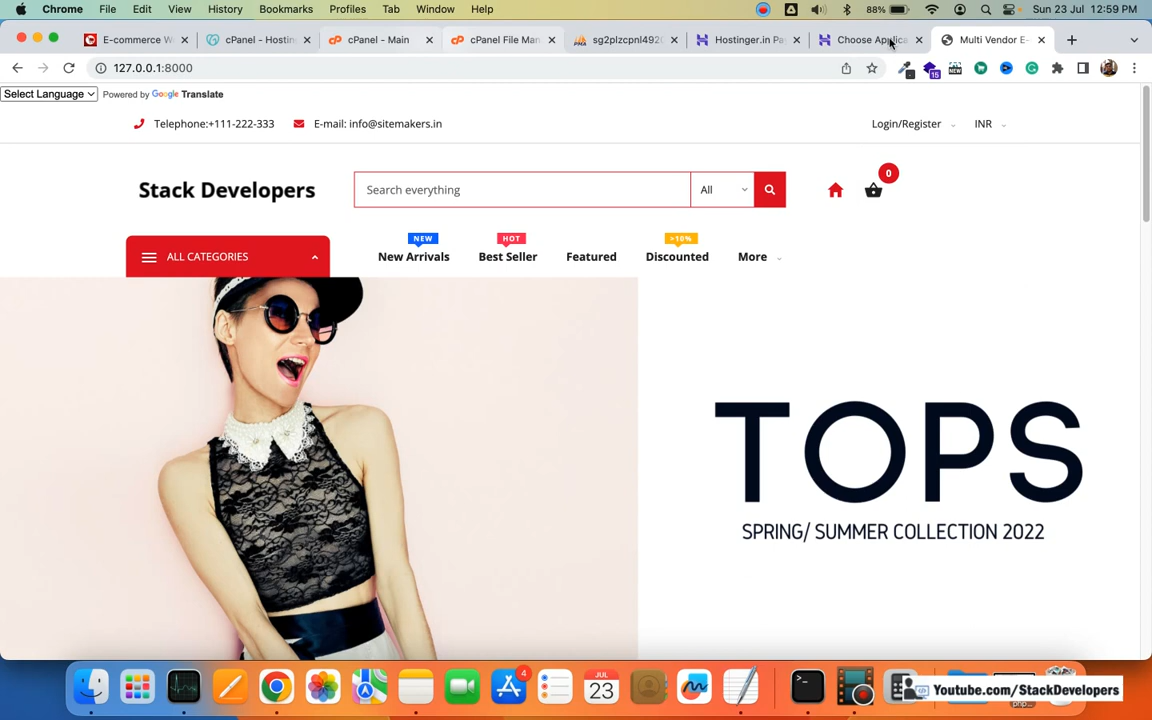 Chrome File Edit View History Bookmarks Profiles Tab Window Help 88% Sun 23 Jul 12:59 PM
E-commerce W cPanel - Hostin cPanel - Main cPanel File Man sg2plzcpnl492 Hostinger.in Pa Choose Applica Multi Vendor E-
127.0.0.1:8000 15 NEW
Select Language Powered by Google Translate
Telephone:+111-222-333 E-mail: info@sitemakers.in Login/Register INR
Stack Developers Search everything All 0
NEW HOT >10%
ALL CATEGORIES New Arrivals Best Seller Featured Discounted More
TOPS
SPRING/ SUMMER COLLECTION 2022
4 JUL 23
Youtube.com/StackDevelopers